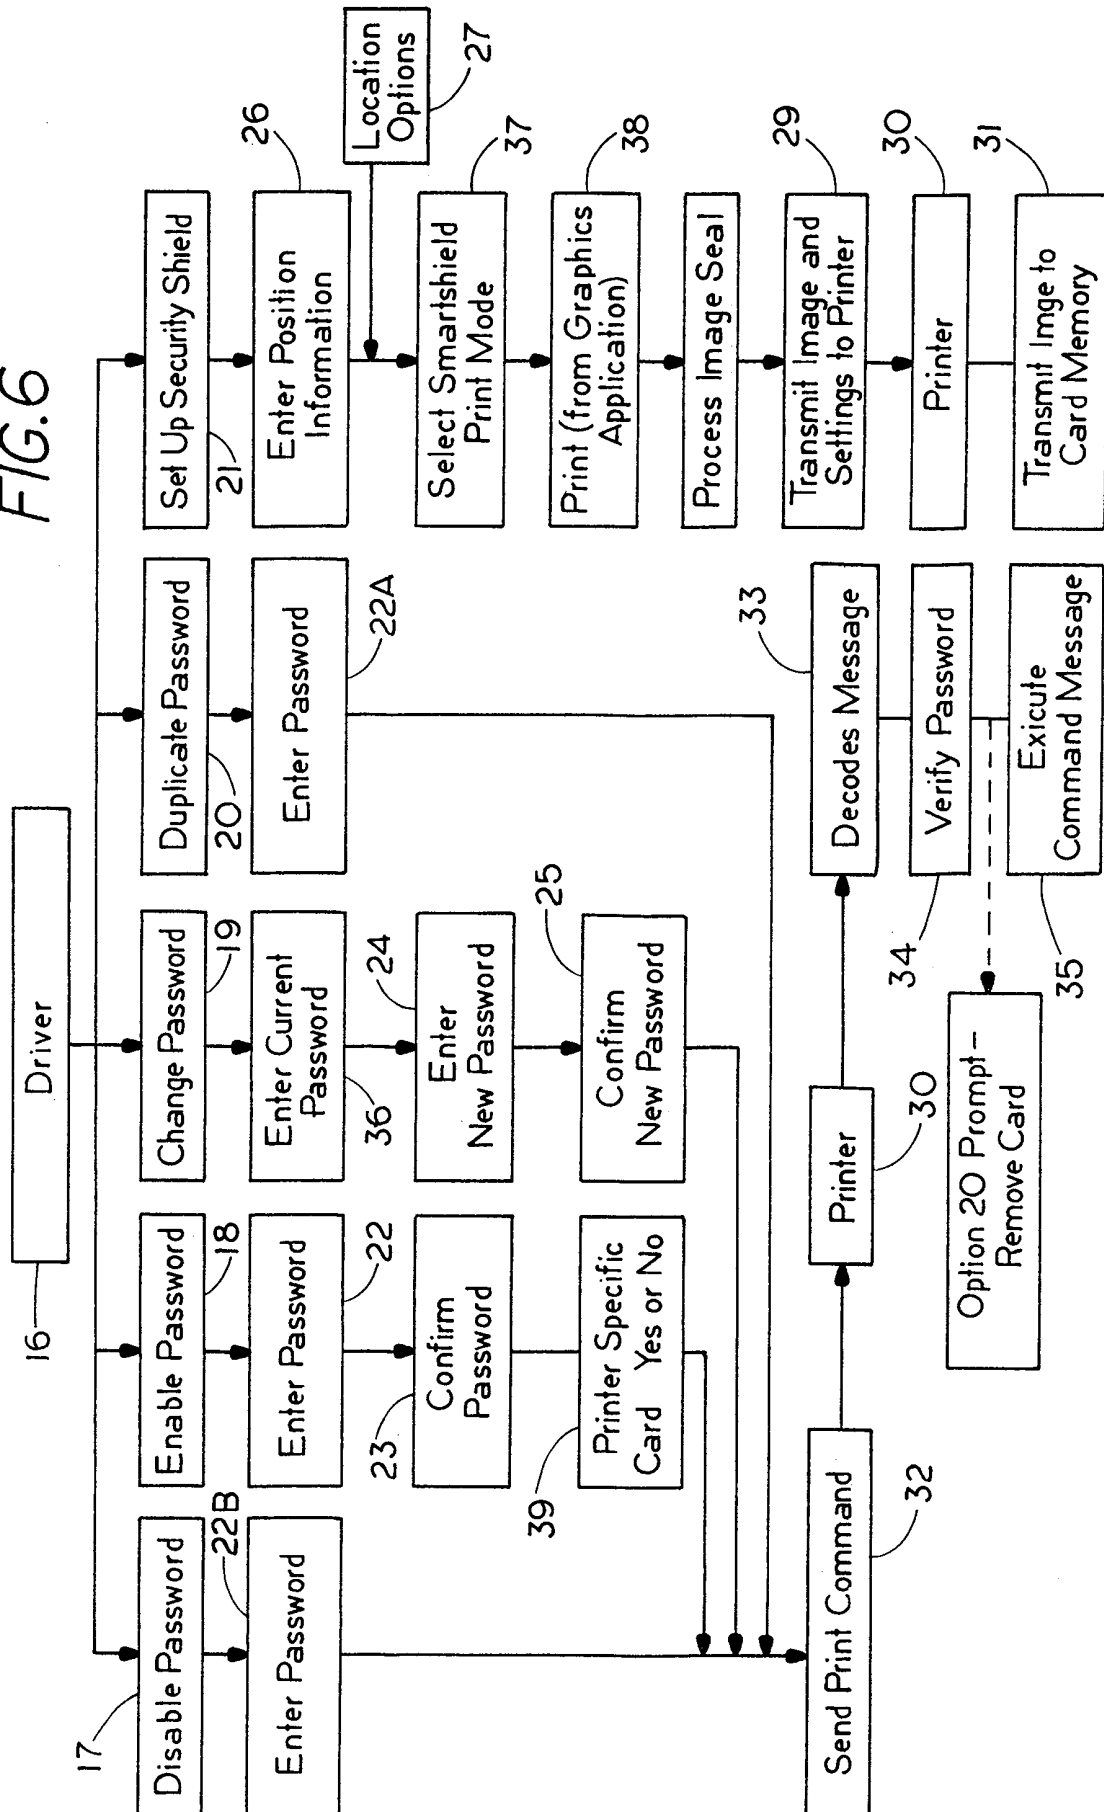 FIG.6
Driver
16
Disable Password
17
Enable Password
18
Change Password
19
Duplicate Password
20
Set Up Security Shield
21
Enter Password
22B
Enter Password
22
Enter Current
Password
36
Enter Password
22A
Enter Position
Information
26
Location
Options
27
Confirm
Password
23
Enter
New Password
24
Select Smartshield
Print Mode
37
Printer Specific
Card Yes or No
39
Confirm
New Password
25
Print (from Graphics
Application)
38
Process Image Seal
Send Print Command
32
Printer
30
Decodes Message
33
Transmit Image and
Settings to Printer
29
Verify Password
34
Printer
30
Option 20 Prompt–
Remove Card
Exicute
Command Message
35
Transmit Imge to
Card Memory
31